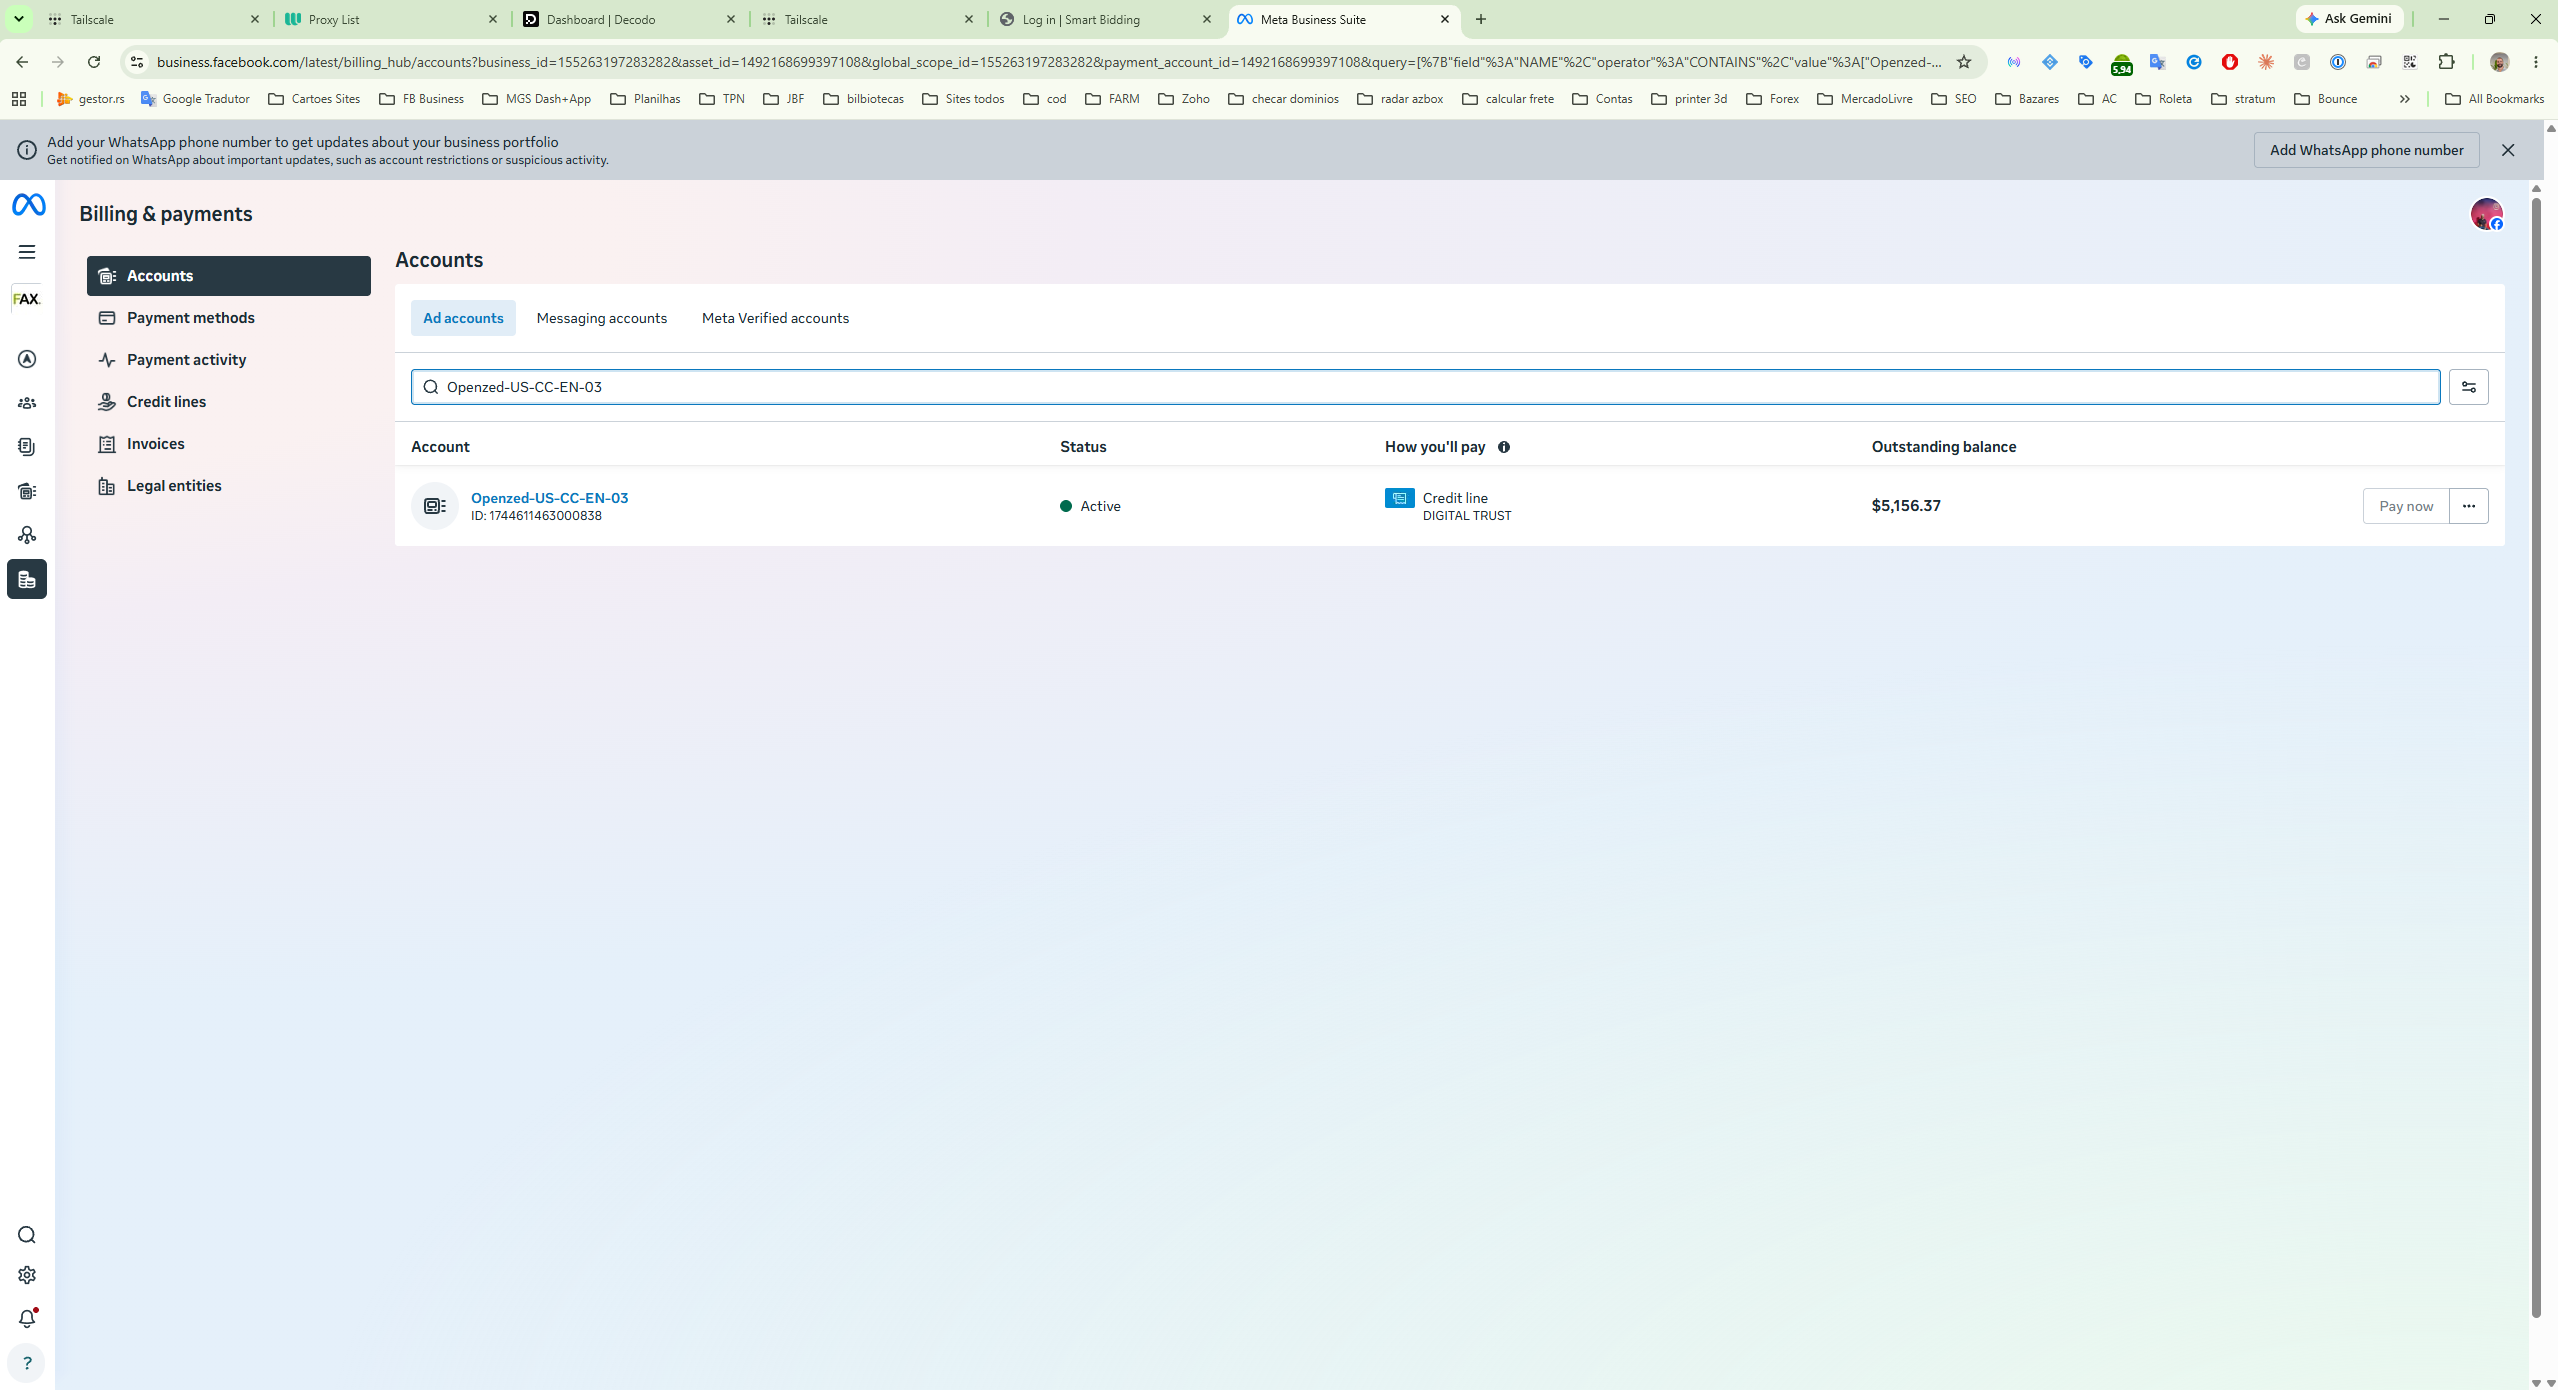 Tailscale
Proxy List
Dashboard | Decodo
Tailscale
Log in | Smart Bidding
Meta Business Suite
Ask Gemini
business.facebook.com/latest/billing_hub/accounts?business_id=155263197283282&asset_id=1492168699397108&global_scope_id=155263197283282&payment_account_id=1492168699397108&query=[%7B"field"%3A"NAME"%2C"operator"%3A"CONTAINS"%2C"value"%3A["Openzed-...
5,94
gestor.rs
Google Tradutor
Cartoes Sites
FB Business
MGS Dash+App
Planilhas
TPN
JBF
bilbiotecas
Sites todos
cod
FARM
Zoho
checar dominios
radar azbox
calcular frete
Contas
printer 3d
Forex
MercadoLivre
SEO
Bazares
AC
Roleta
stratum
Bounce
All Bookmarks
Add your WhatsApp phone number to get updates about your business portfolio
Get notified on WhatsApp about important updates, such as account restrictions or suspicious activity.
Add WhatsApp phone number
Billing & payments
FAX.
Accounts
Payment methods
Payment activity
Credit lines
Invoices
Legal entities
Accounts
Ad accounts
Messaging accounts
Meta Verified accounts
Openzed-US-CC-EN-03
Account
Status
How you'll pay
Outstanding balance
Openzed-US-CC-EN-03
ID: 1744611463000838
Active
Credit line
DIGITAL TRUST
$5,156.37
Pay now